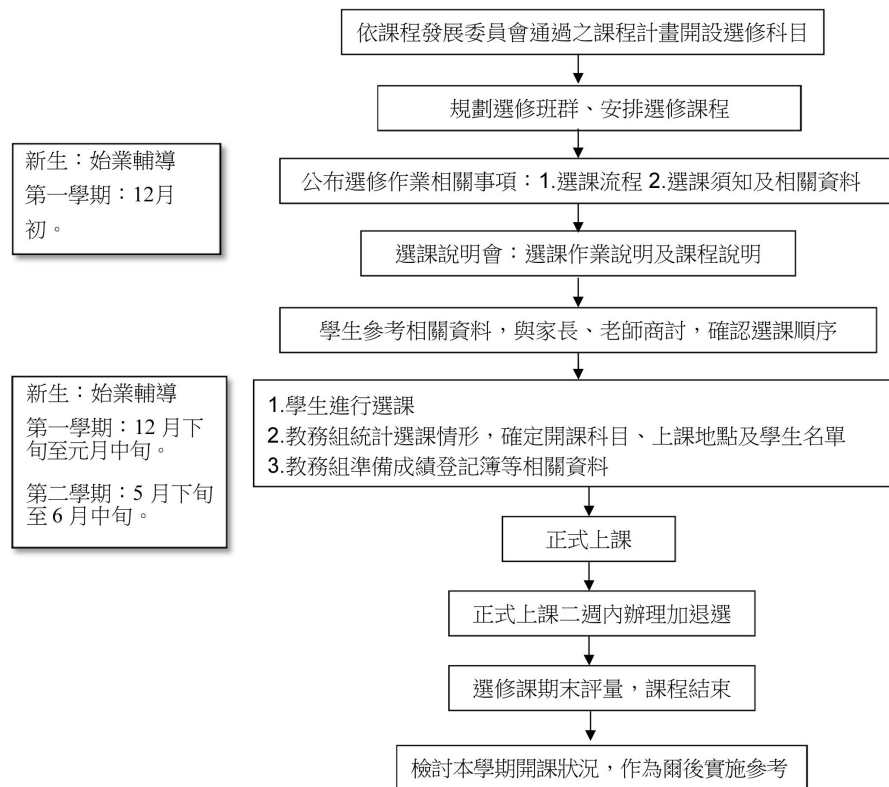 依課程發展委員會通過之課程計畫開設選修科目
規劃選修班群、安排選修課程
新生：始業輔導
第一學期：12月
初。
公布選修作業相關事項：1.選課流程 2.選課須知及相關資料
選課說明會：選課作業說明及課程說明
學生參考相關資料，與家長、老師商討，確認選課順序
新生：始業輔導
第一學期：12 月下
旬至元月中旬。
第二學期：5 月下旬
至 6 月中旬。
1.學生進行選課
2.教務組統計選課情形，確定開課科目、上課地點及學生名單
3.教務組準備成績登記簿等相關資料
正式上課
正式上課二週內辦理加退選
選修課期末評量，課程結束
檢討本學期開課狀況，作為爾後實施參考